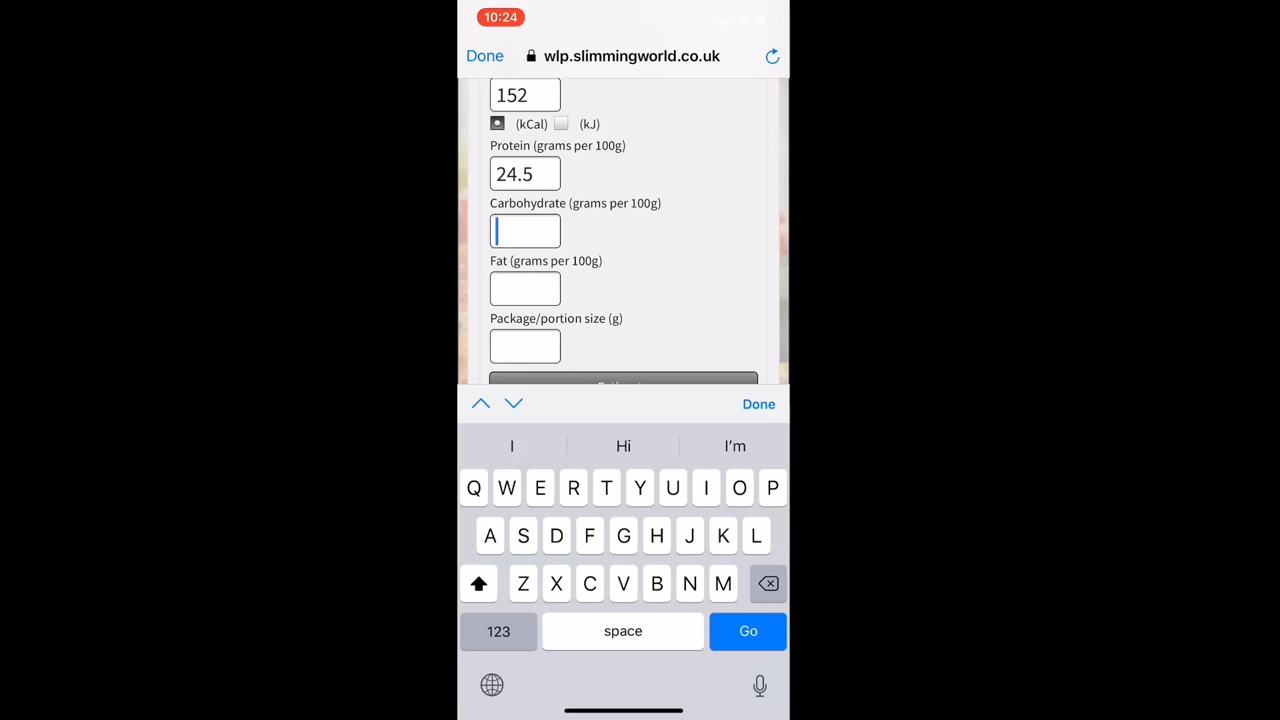 10:24
Done wlp.slimmingworld.co.uk
152
(kCal) (kJ)
Protein (grams per 100g)
24.5
Carbohydrate (grams per 100g)
Fat (grams per 100g)
Package/portion size (g)
Done
I Hi I'm
Q W E R T Y U I O P
A S D F G H J K L
Z X C V B N M
123 space Go